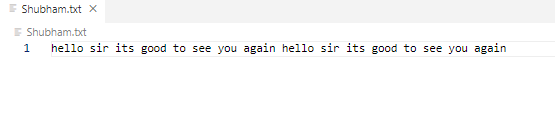 Shubham.txt
Shubham.txt
1 hello sir its good to see you again hello sir its good to see you again